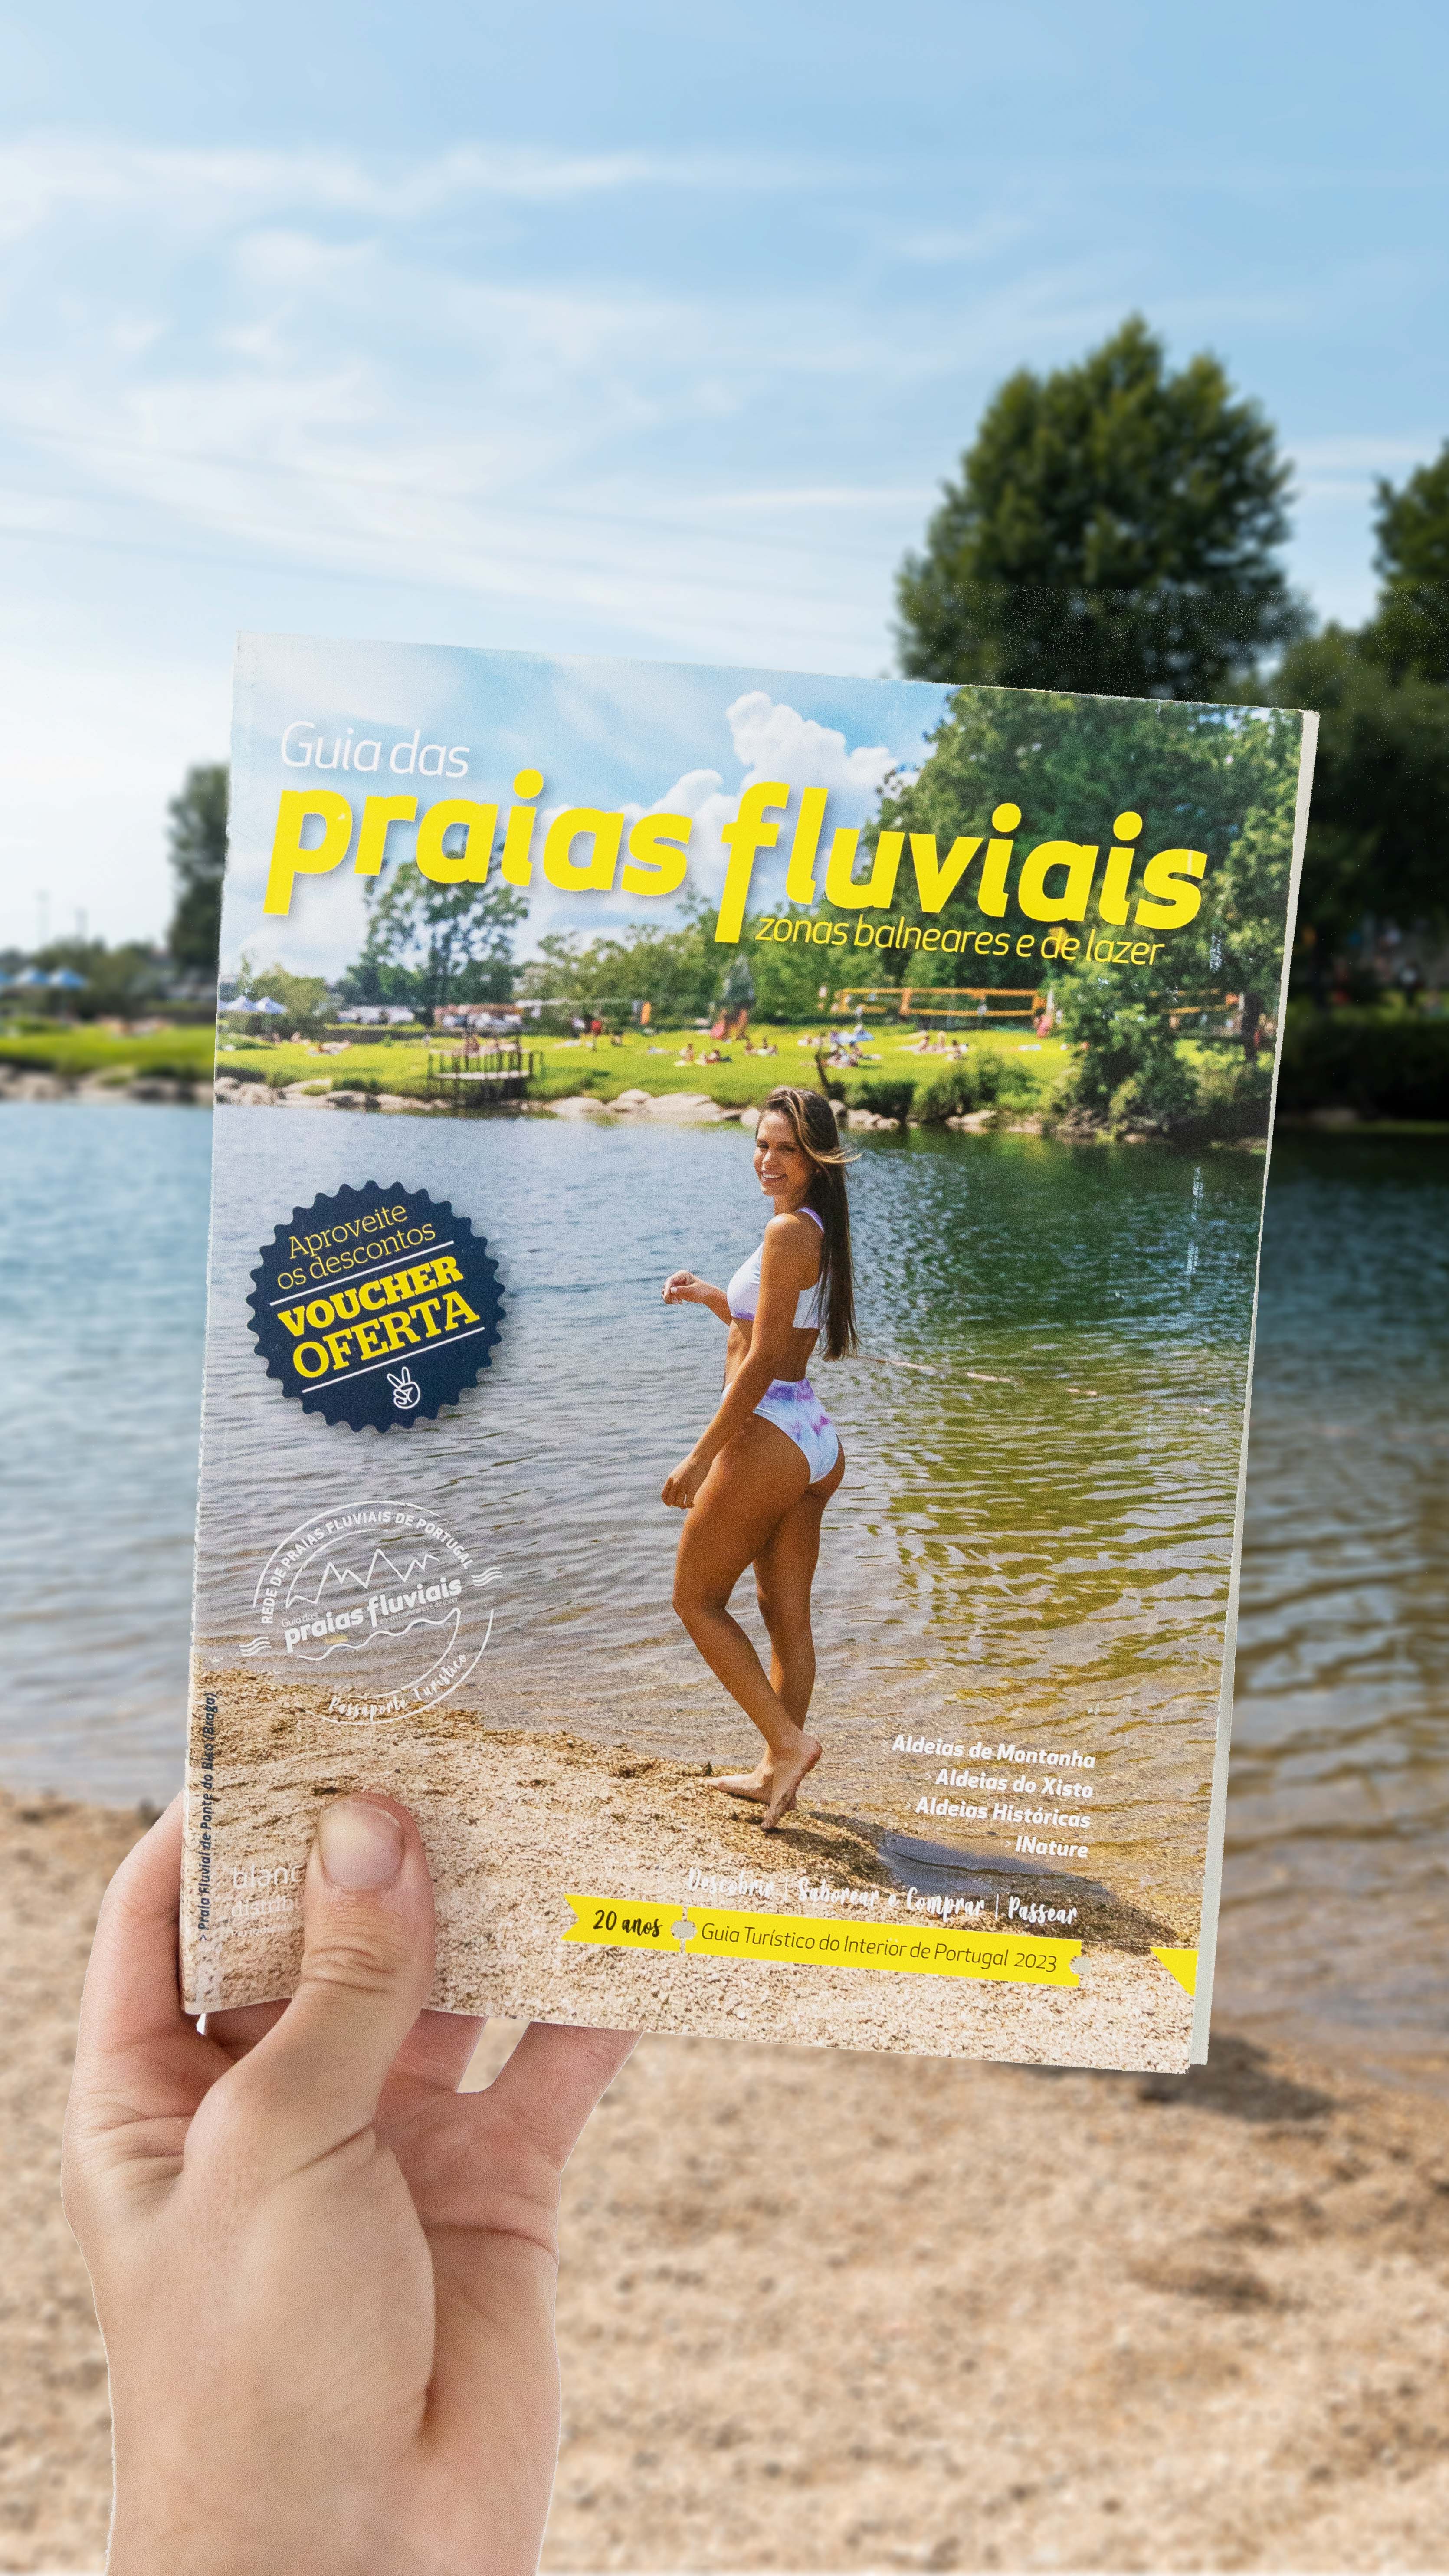 Guia das
praias fluviais
zonas balneares e de lazer
Aproveite
os descontos
VOUCHER
OFERTA
REDE DE PRAIAS FLUVIAIS DE PORTUGAL
Guia das
praias fluviais
Passaporte Turístico
> Praia Fluvial de Ponte do Bico (Braga)
Aldeias de Montanha
Aldeias do Xisto
Aldeias Históricas
INature
Descobrir | Saborear e Comprar | Passear
20 anos Guia Turístico do Interior de Portugal 2023